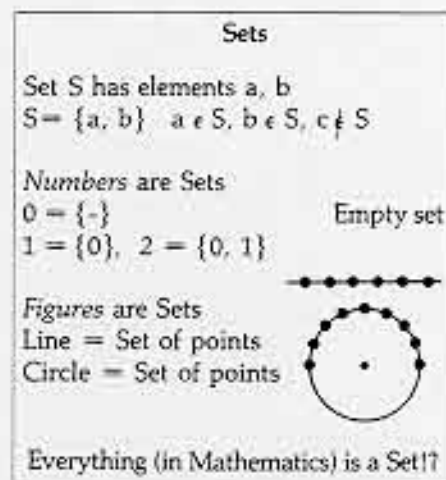 Sets
Set S has elements a, b
S = {a, b} a ϵ S, b ϵ S, c ∉ S
Numbers are Sets
0 = {-} Empty set
1 = {0}, 2 = {0, 1}
Figures are Sets
Line = Set of points
Circle = Set of points
Everything (in Mathematics) is a Set!?